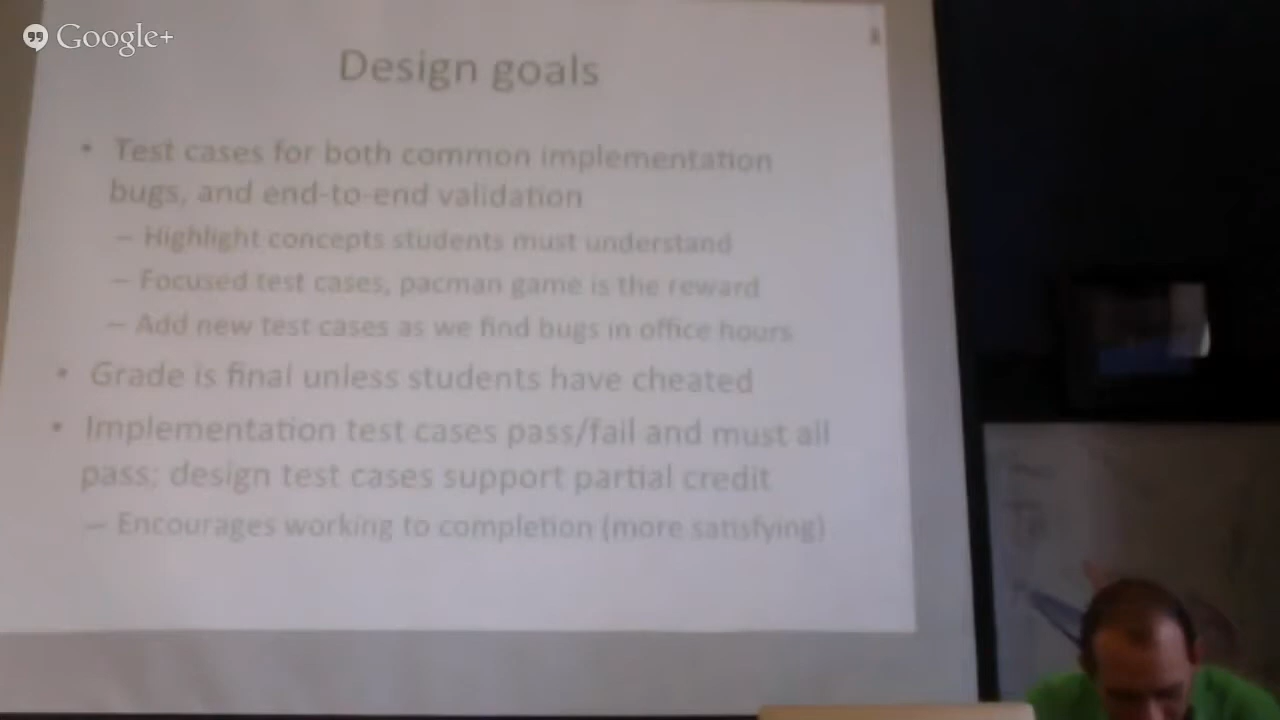 Google+
Design goals
• Test cases for both common implementation
bugs, and end-to-end validation
– Highlight concepts students must understand
– Focused test cases, pacman game is the reward
– Add new test cases as we find bugs in office hours
• Grade is final unless students have cheated
• Implementation test cases pass/fail and must all
pass; design test cases support partial credit
– Encourages working to completion (more satisfying)